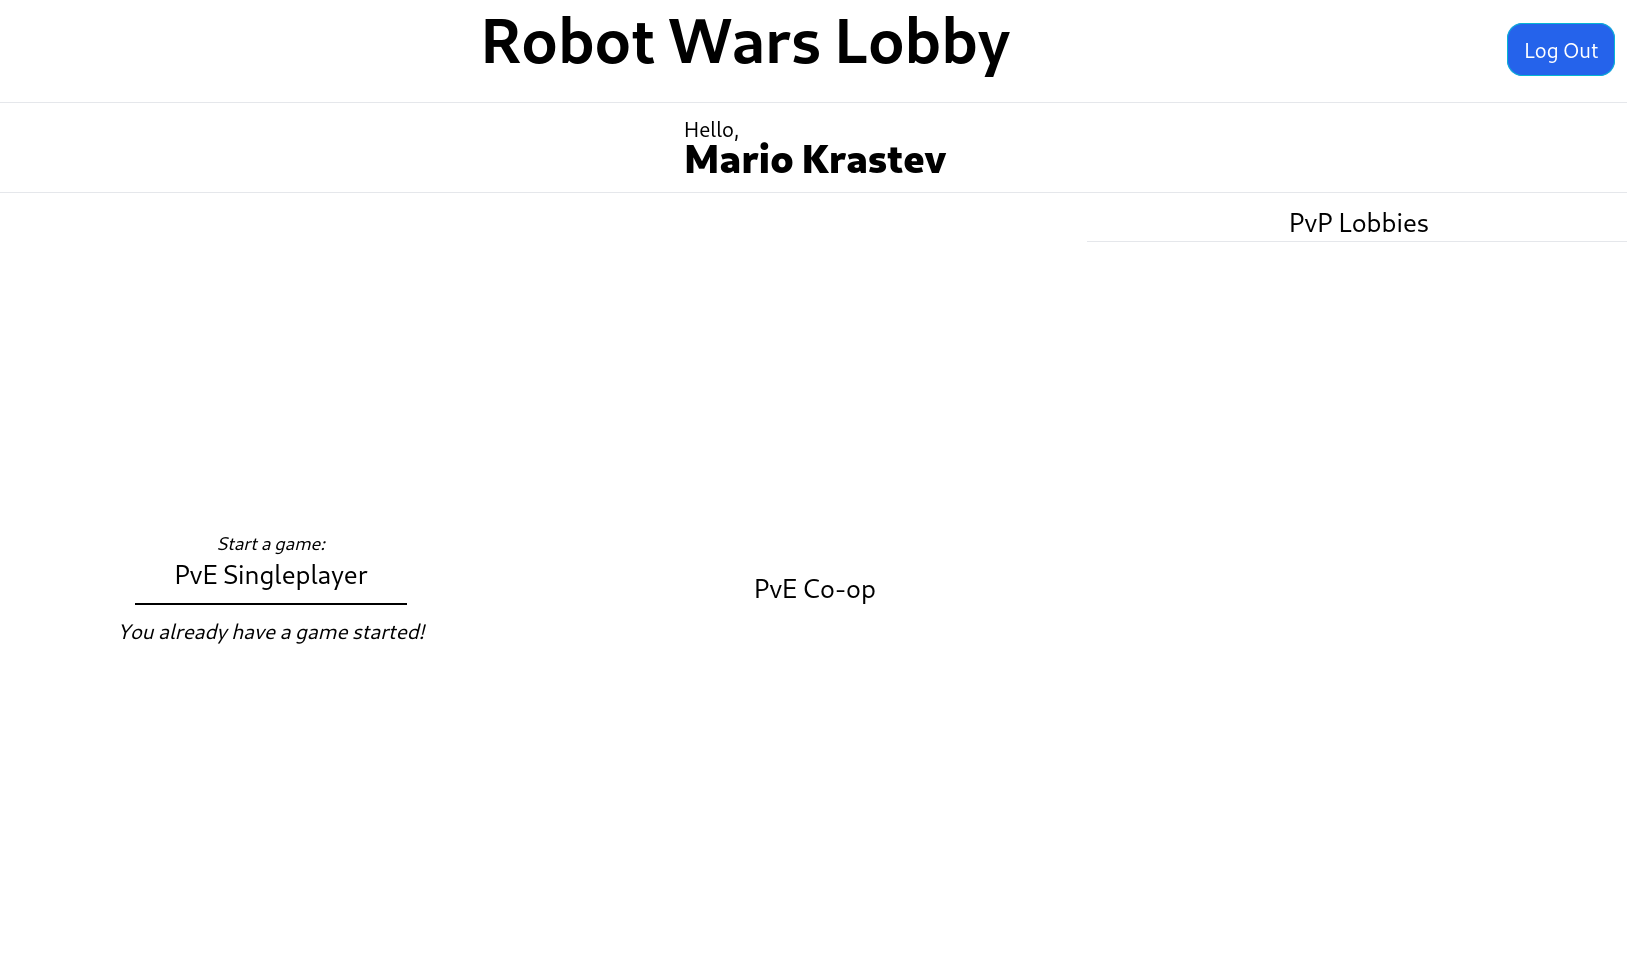 Robot Wars Lobby
Log Out
Hello,
Mario Krastev
PvP Lobbies
Start a game:
PvE Singleplayer
You already have a game started!
PvE Co-op